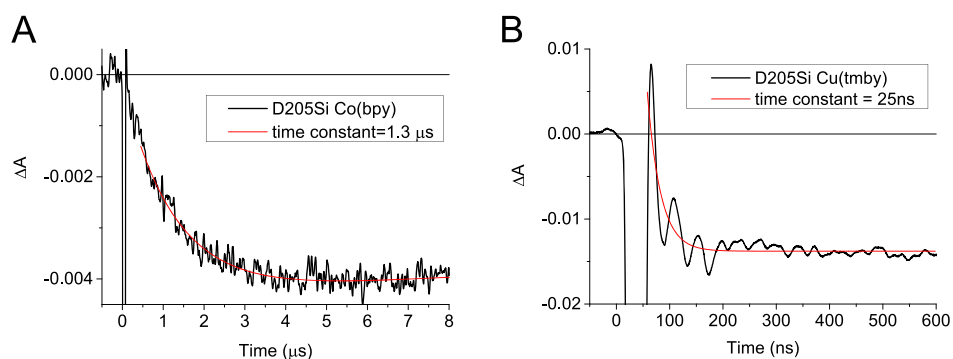 A
0.000
-0.002
-0.004
ΔA
D205Si Co(bpy)
time constant=1.3 μs
0 1 2 3 4 5 6 7 8
Time (μs)
B
0.01
0.00
-0.01
-0.02
ΔA
D205Si Cu(tmby)
time constant = 25ns
0 100 200 300 400 500 600
Time (ns)